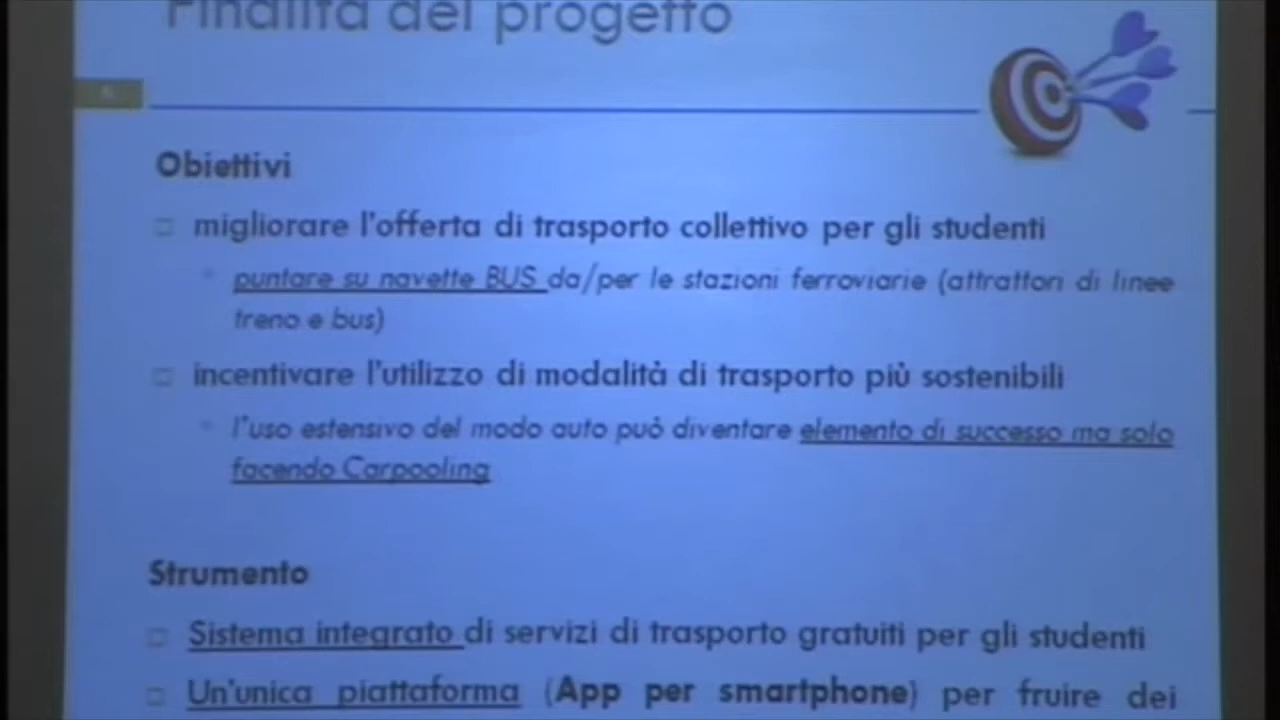 Finalità del progetto
Obiettivi
migliorare l'offerta di trasporto collettivo per gli studenti
puntare su navette BUS da/per le stazioni ferroviarie (attrattori di linee
treno e bus)
incentivare l'utilizzo di modalità di trasporto più sostenibili
l'uso estensivo del modo auto può diventare elemento di successo ma solo
facendo Carpooling
Strumento
Sistema integrato di servizi di trasporto gratuiti per gli studenti
Un'unica piattaforma (App per smartphone) per fruire dei